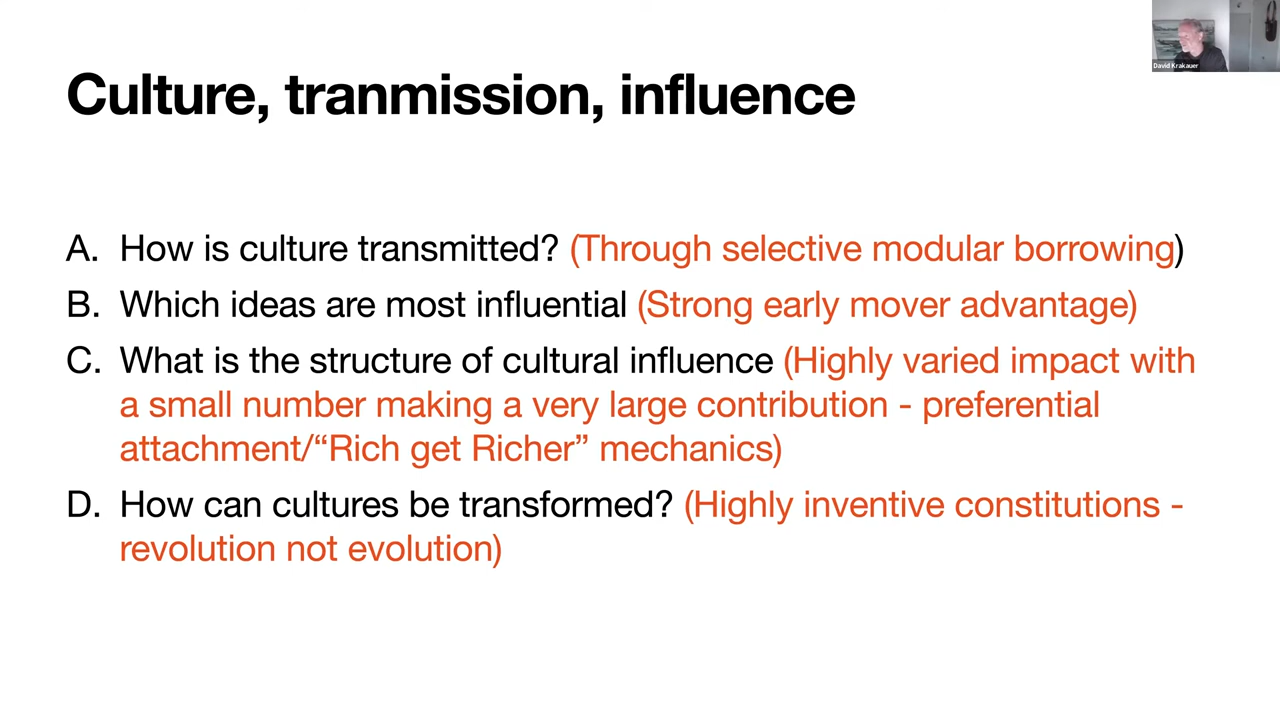 David Krakauer
Culture, tranmission, influence
A. How is culture transmitted? (Through selective modular borrowing)
B. Which ideas are most influential (Strong early mover advantage)
C. What is the structure of cultural influence (Highly varied impact with
a small number making a very large contribution - preferential
attachment/“Rich get Richer” mechanics)
D. How can cultures be transformed? (Highly inventive constitutions -
revolution not evolution)